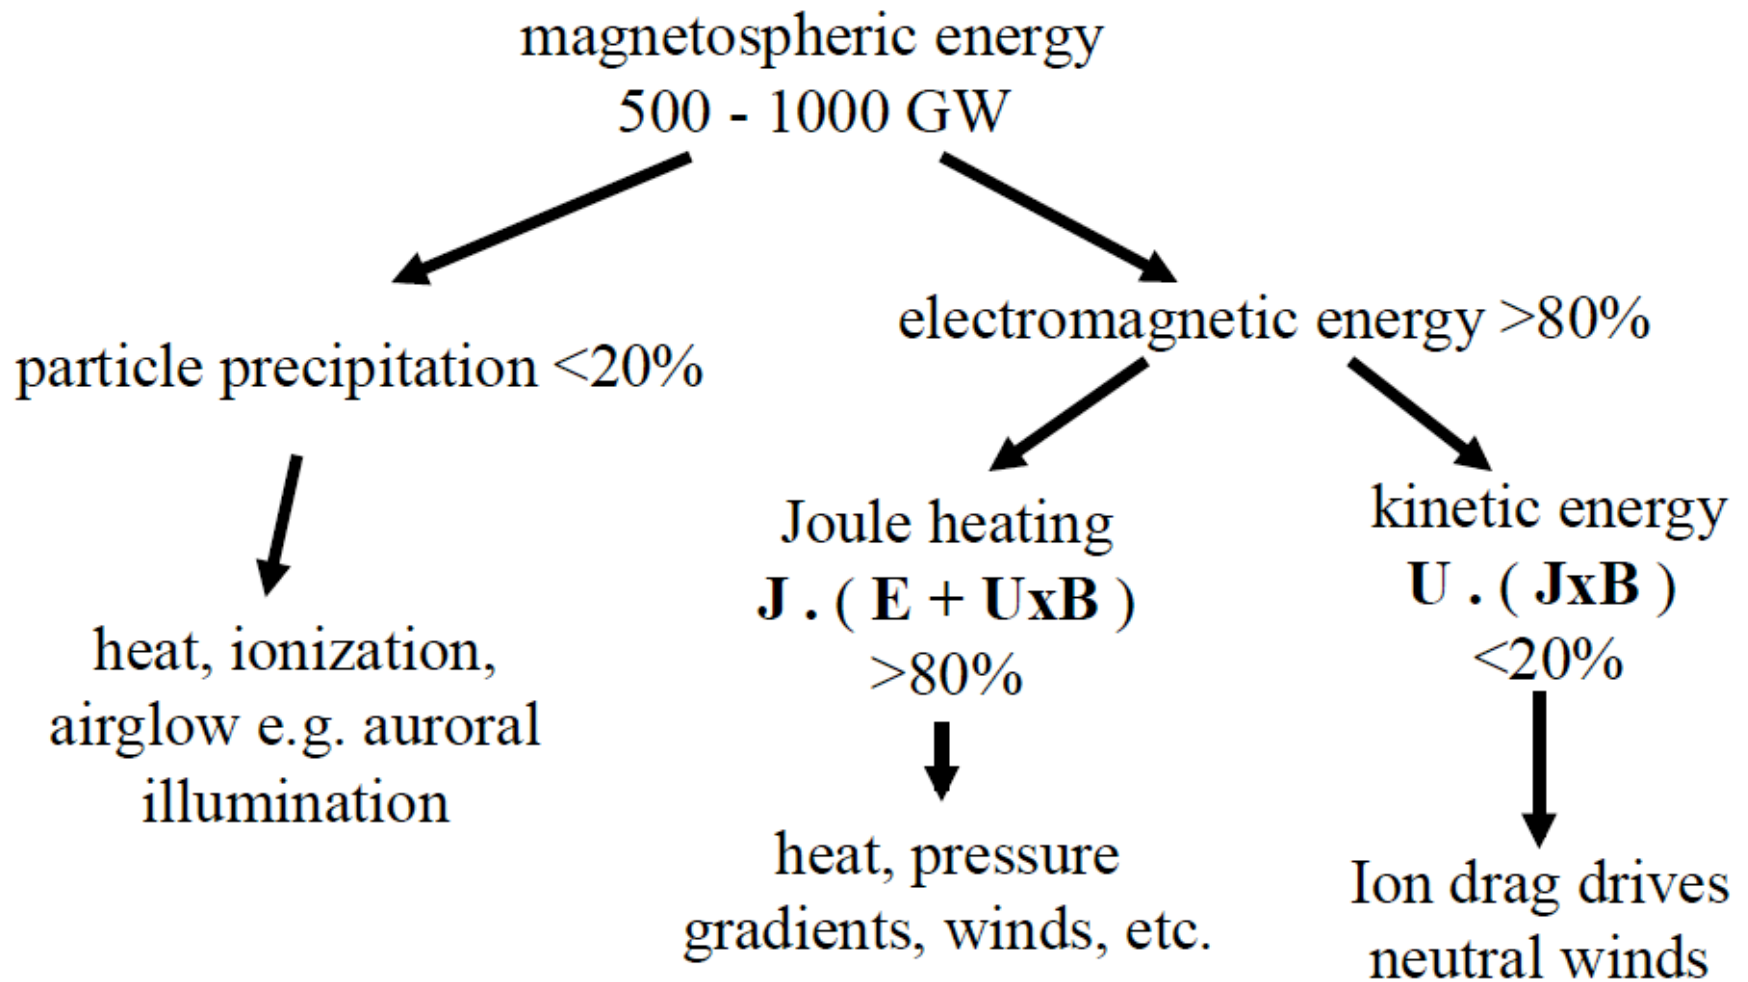 magnetospheric energy
500 - 1000 GW
particle precipitation <20%
heat, ionization,
airglow e.g. auroral
illumination
electromagnetic energy >80%
Joule heating
J . ( E + UxB )
>80%
heat, pressure
gradients, winds, etc.
kinetic energy
U . ( JxB )
<20%
Ion drag drives
neutral winds